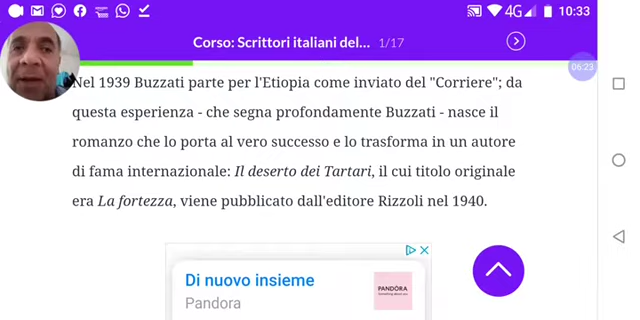 4G
10:33
Corso: Scrittori italiani del... 1/17
06:23
Nel 1939 Buzzati parte per l'Etiopia come inviato del "Corriere"; da
questa esperienza - che segna profondamente Buzzati - nasce il
romanzo che lo porta al vero successo e lo trasforma in un autore
di fama internazionale: Il deserto dei Tartari, il cui titolo originale
era La fortezza, viene pubblicato dall'editore Rizzoli nel 1940.
Di nuovo insieme
Pandora
PANDÖRA